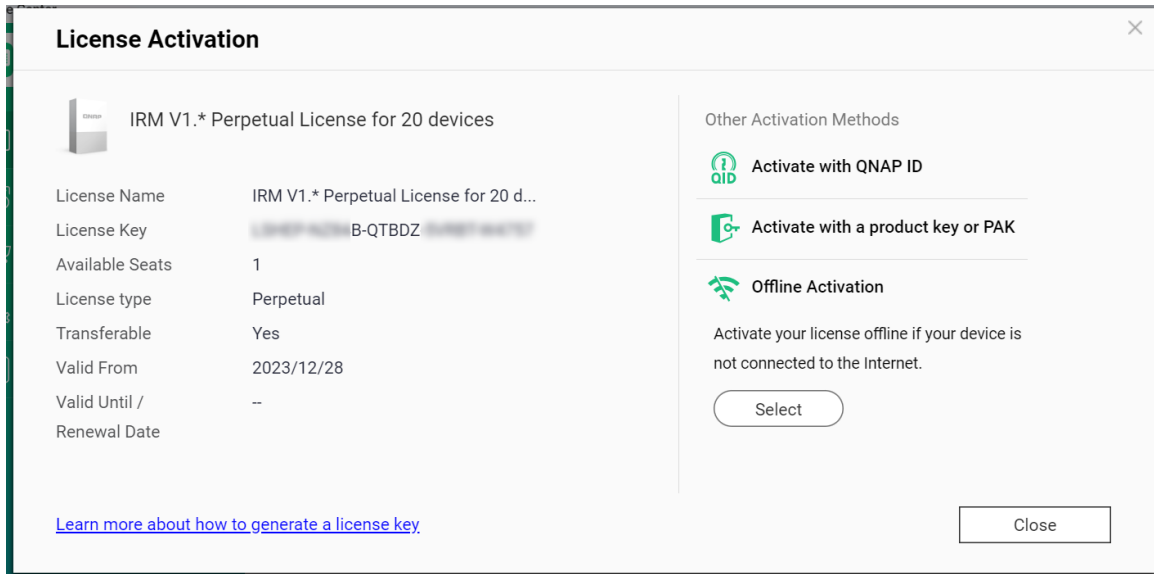 License Activation
IRM V1.* Perpetual License for 20 devices
License Name IRM V1.* Perpetual License for 20 d...
License Key B-QTBDZ
Available Seats 1
License type Perpetual
Transferable Yes
Valid From 2023/12/28
Valid Until / --
Renewal Date
Learn more about how to generate a license key
Other Activation Methods
QID
Activate with QNAP ID
Activate with a product key or PAK
Offline Activation
Activate your license offline if your device is
not connected to the Internet.
Select
Close